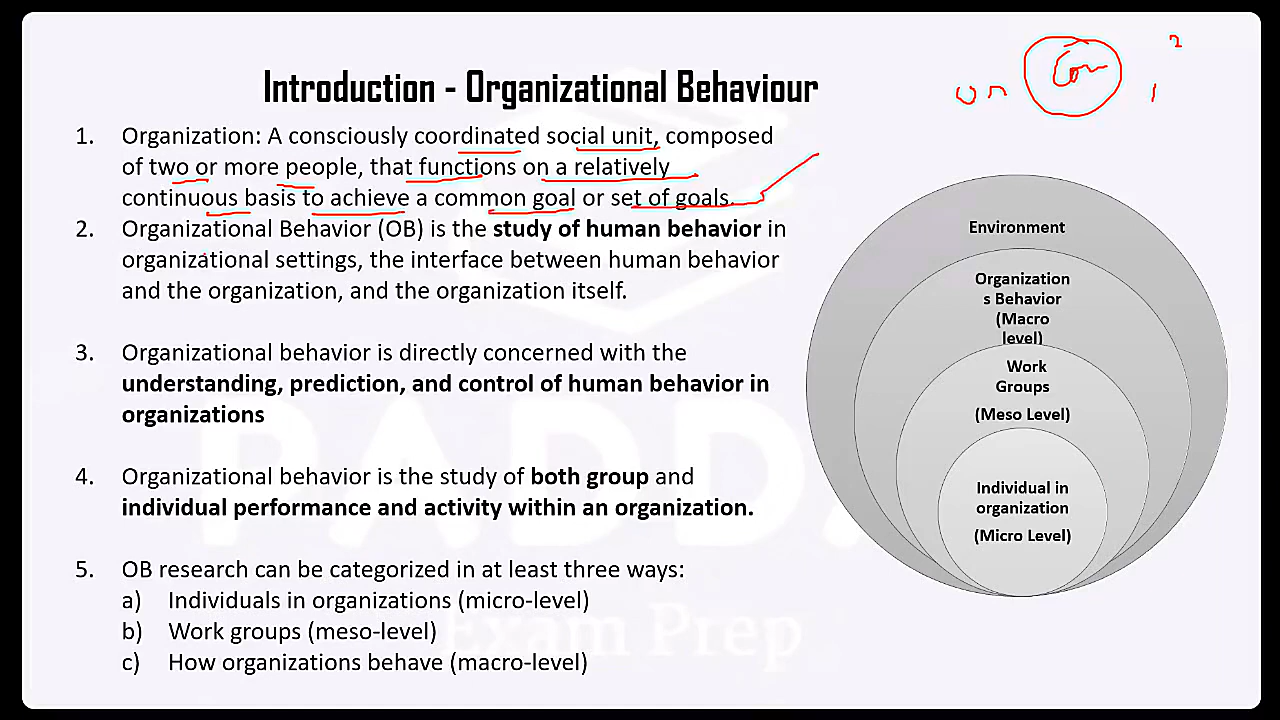 Introduction - Organizational Behaviour
1. Organization: A consciously coordinated social unit, composed
of two or more people, that functions on a relatively
continuous basis to achieve a common goal or set of goals.
2. Organizational Behavior (OB) is the study of human behavior in
organizational settings, the interface between human behavior
and the organization, and the organization itself.
3. Organizational behavior is directly concerned with the
understanding, prediction, and control of human behavior in
organizations
4. Organizational behavior is the study of both group and
individual performance and activity within an organization.
5. OB research can be categorized in at least three ways:
a) Individuals in organizations (micro-level)
b) Work groups (meso-level)
c) How organizations behave (macro-level)
Environment
Organization
s Behavior
(Macro
level)
Work
Groups
(Meso Level)
Individual in
organization
(Micro Level)
Exam Prep